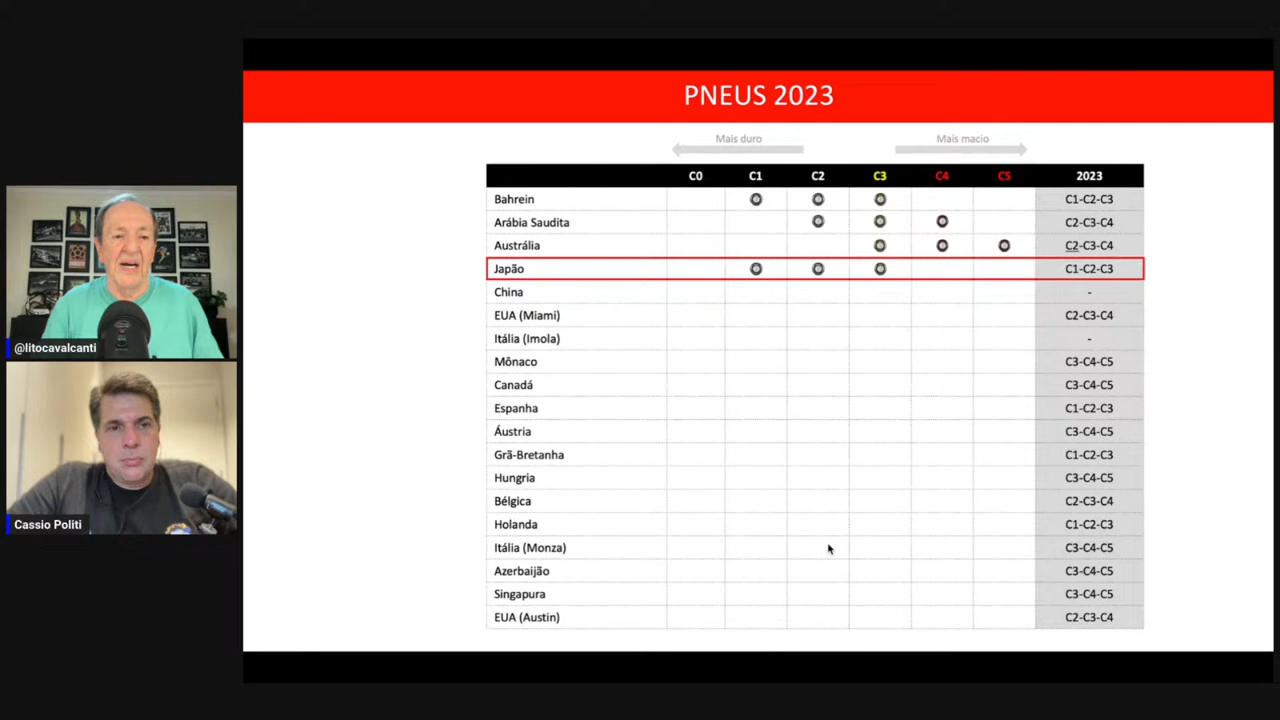 PNEUS 2023
Mais duro Mais macio
C0 C1 C2 C3 C4 C5 2023
Bahrein C1-C2-C3
Arábia Saudita C2-C3-C4
Austrália C2-C3-C4
Japão C1-C2-C3
China -
EUA (Miami) C2-C3-C4
Itália (Imola) -
Mônaco C3-C4-C5
Canadá C3-C4-C5
Espanha C1-C2-C3
Áustria C3-C4-C5
Grã-Bretanha C1-C2-C3
Hungria C3-C4-C5
Bélgica C2-C3-C4
Holanda C1-C2-C3
Itália (Monza) C3-C4-C5
Azerbaijão C3-C4-C5
Singapura C3-C4-C5
EUA (Austin) C2-C3-C4
@litocavalcanti
Cassio Politi